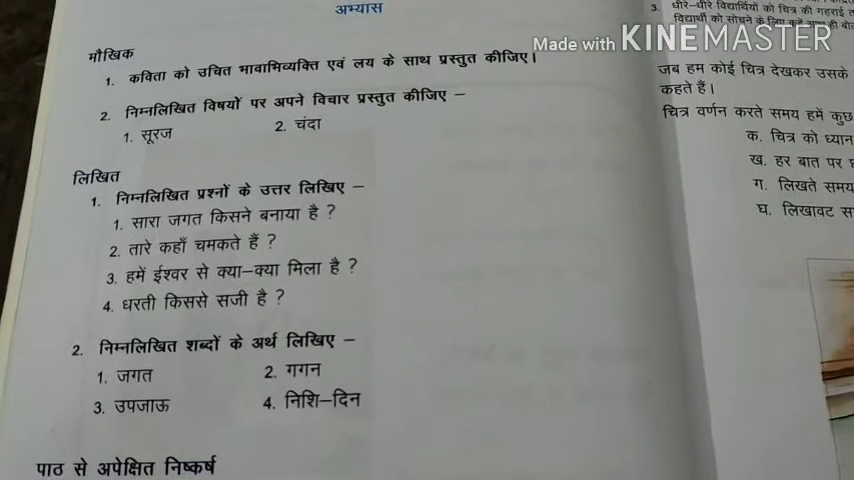 अभ्यास
मौखिक
1. कविता को उचित भावाभिव्यक्ति एवं लय के साथ प्रस्तुत कीजिए।
2. निम्नलिखित विषयों पर अपने विचार प्रस्तुत कीजिए –
1. सूरज 2. चंदा
लिखित
1. निम्नलिखित प्रश्नों के उत्तर लिखिए –
1. सारा जगत किसने बनाया है ?
2. तारे कहाँ चमकते हैं ?
3. हमें ईश्वर से क्या–क्या मिला है ?
4. धरती किससे सजी है ?
2. निम्नलिखित शब्दों के अर्थ लिखिए –
1. जगत 2. गगन
3. उपजाऊ 4. निशि–दिन
पाठ से अपेक्षित निष्कर्ष
3. धीरे–धीरे विद्यार्थियों को चित्र की गहराई
विद्यार्थी को सोचने के लिए कहें
Made with KINEMASTER
जब हम कोई चित्र देखकर उसके
कहते हैं।
चित्र वर्णन करते समय हमें कुछ
क. चित्र को ध्यान
ख. हर बात पर
ग. लिखते समय
घ. लिखावट